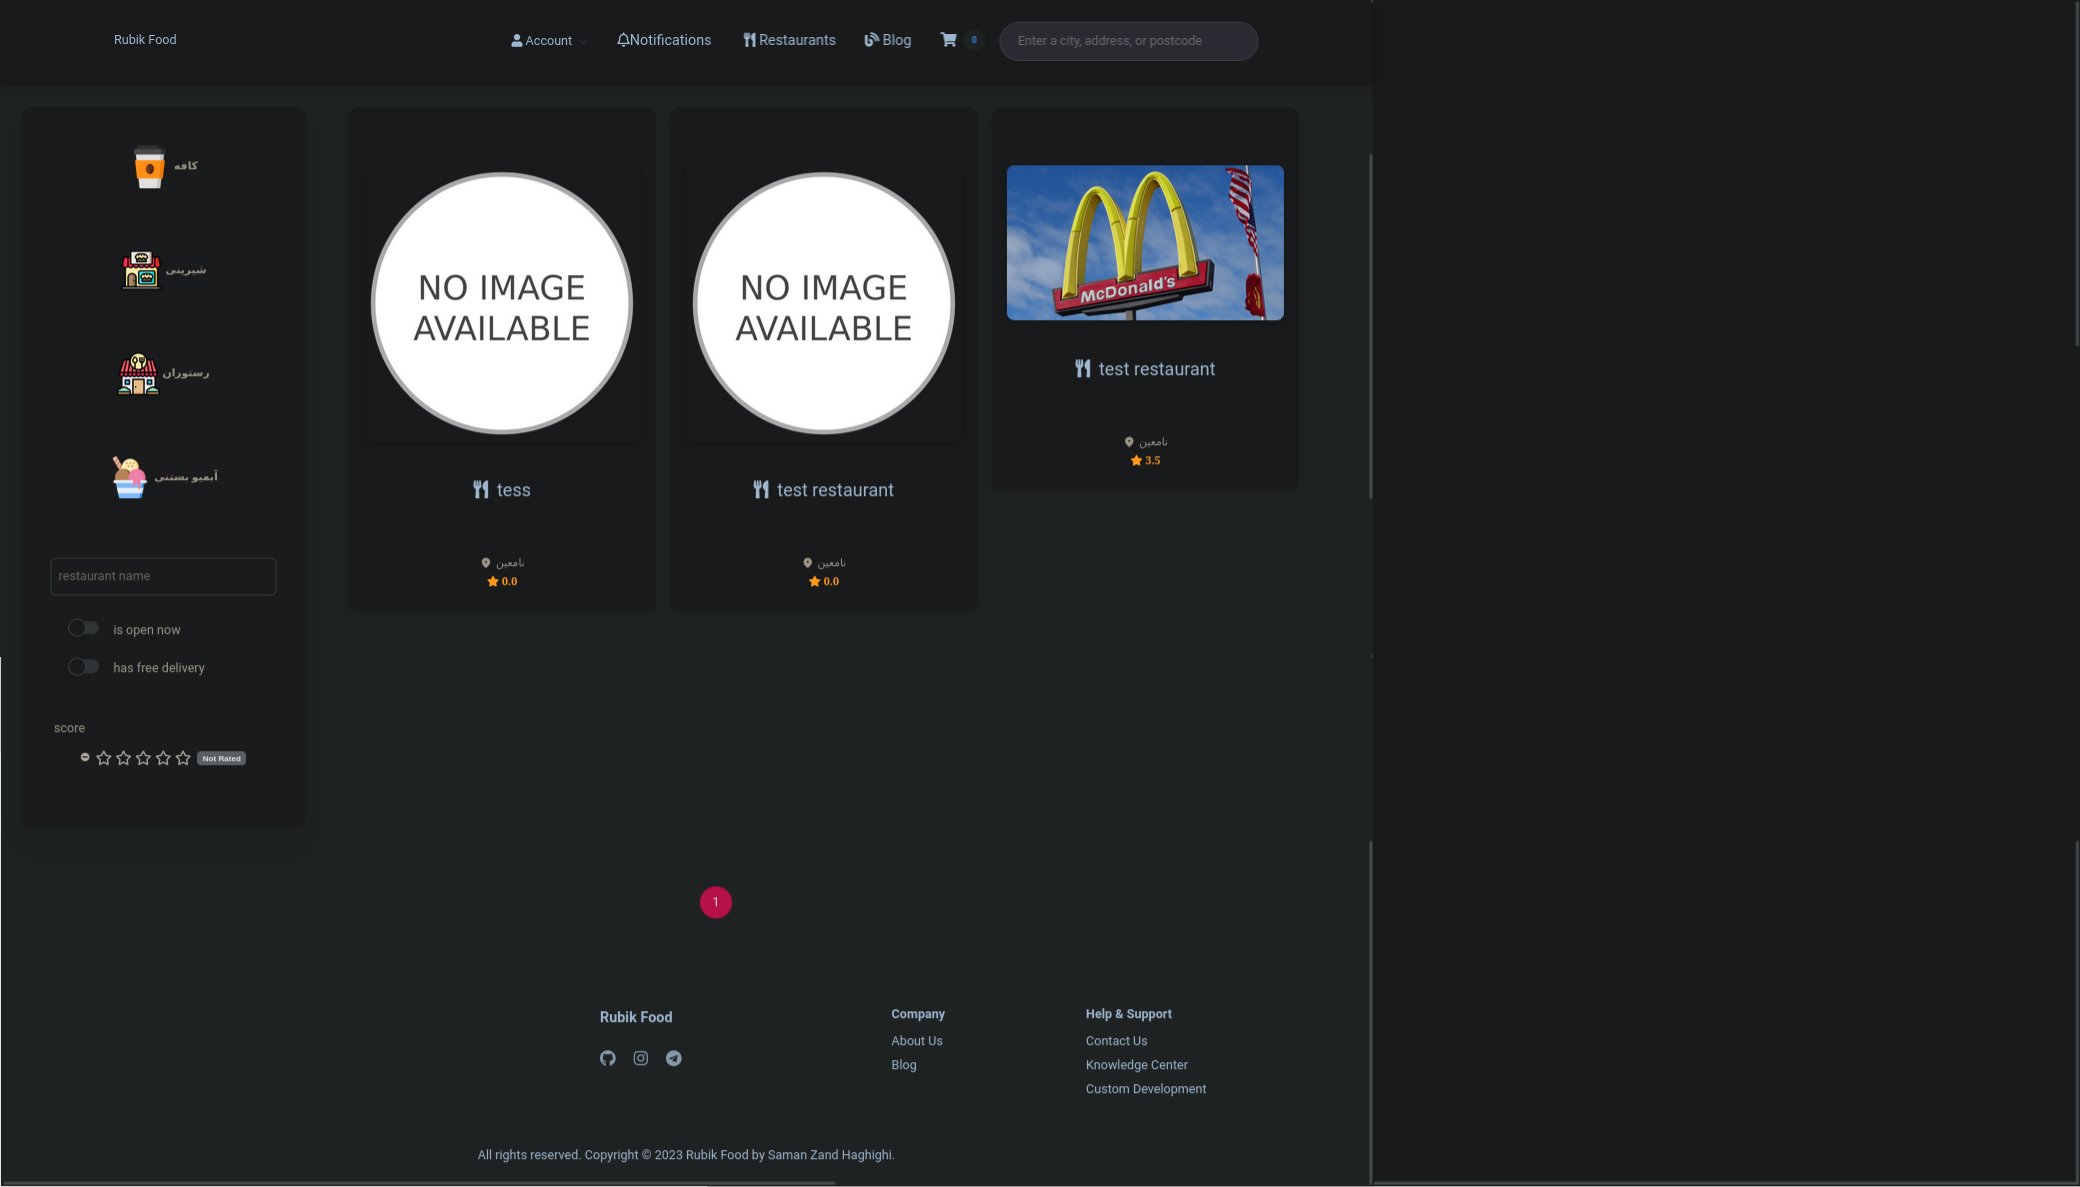 Rubik Food
Account
Notifications
Restaurants
Blog
0
Enter a city, address, or postcode
کافه
شیرینی
رستوران
آبمیو بستنی
restaurant name
is open now
has free delivery
score
Not Rated
NO IMAGE
AVAILABLE
tess
نامعین
0.0
NO IMAGE
AVAILABLE
test restaurant
نامعین
0.0
McDonald's
test restaurant
نامعین
3.5
1
Rubik Food
Company
About Us
Blog
Help & Support
Contact Us
Knowledge Center
Custom Development
All rights reserved. Copyright © 2023 Rubik Food by Saman Zand Haghighi.